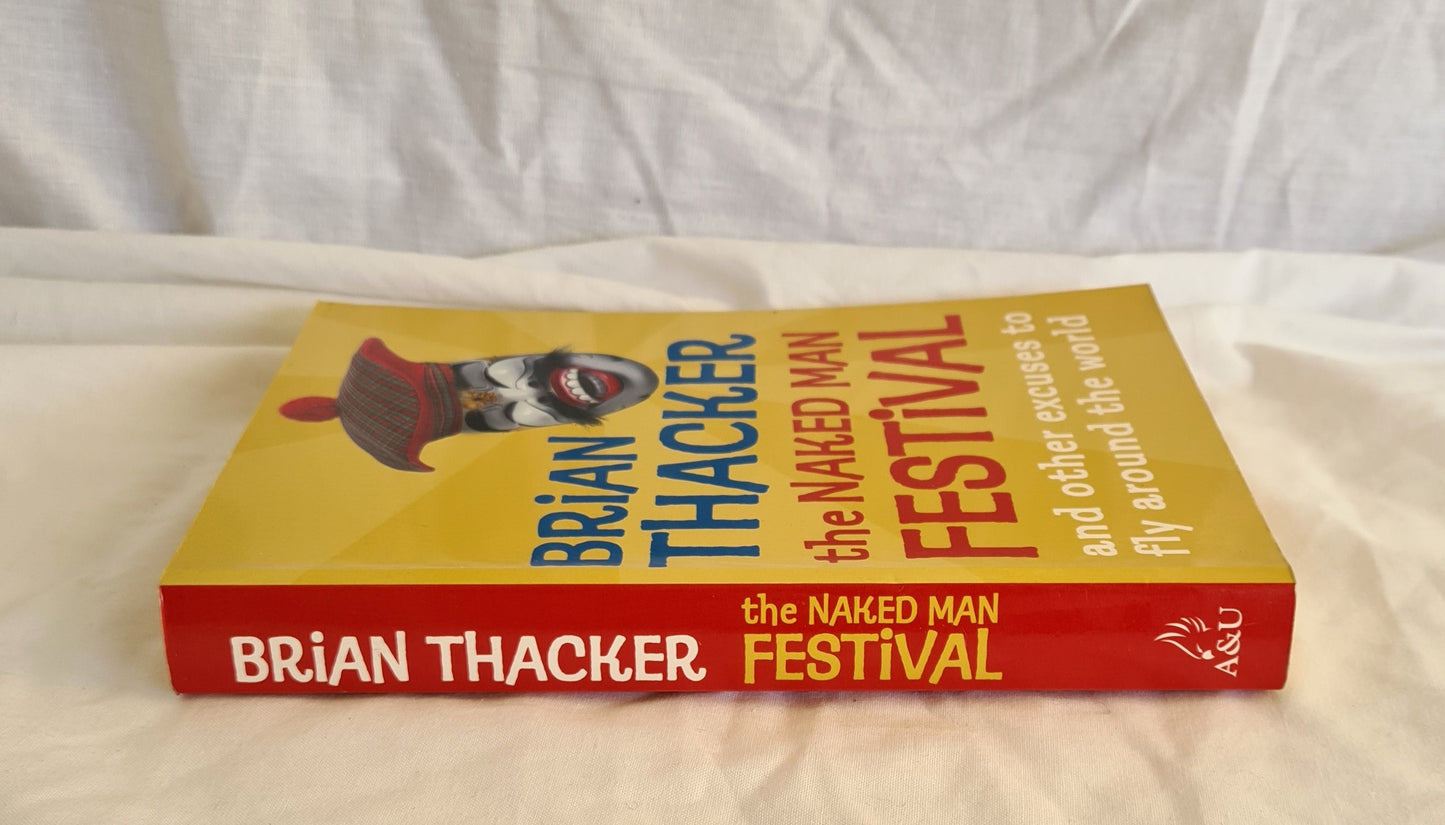 BRiAN
THACKER
the NAKED MAN
FESTiVAL
and other excuses to
fly around the world
BRiAN THACKER
the NAKED MAN
FESTiVAL
A&U